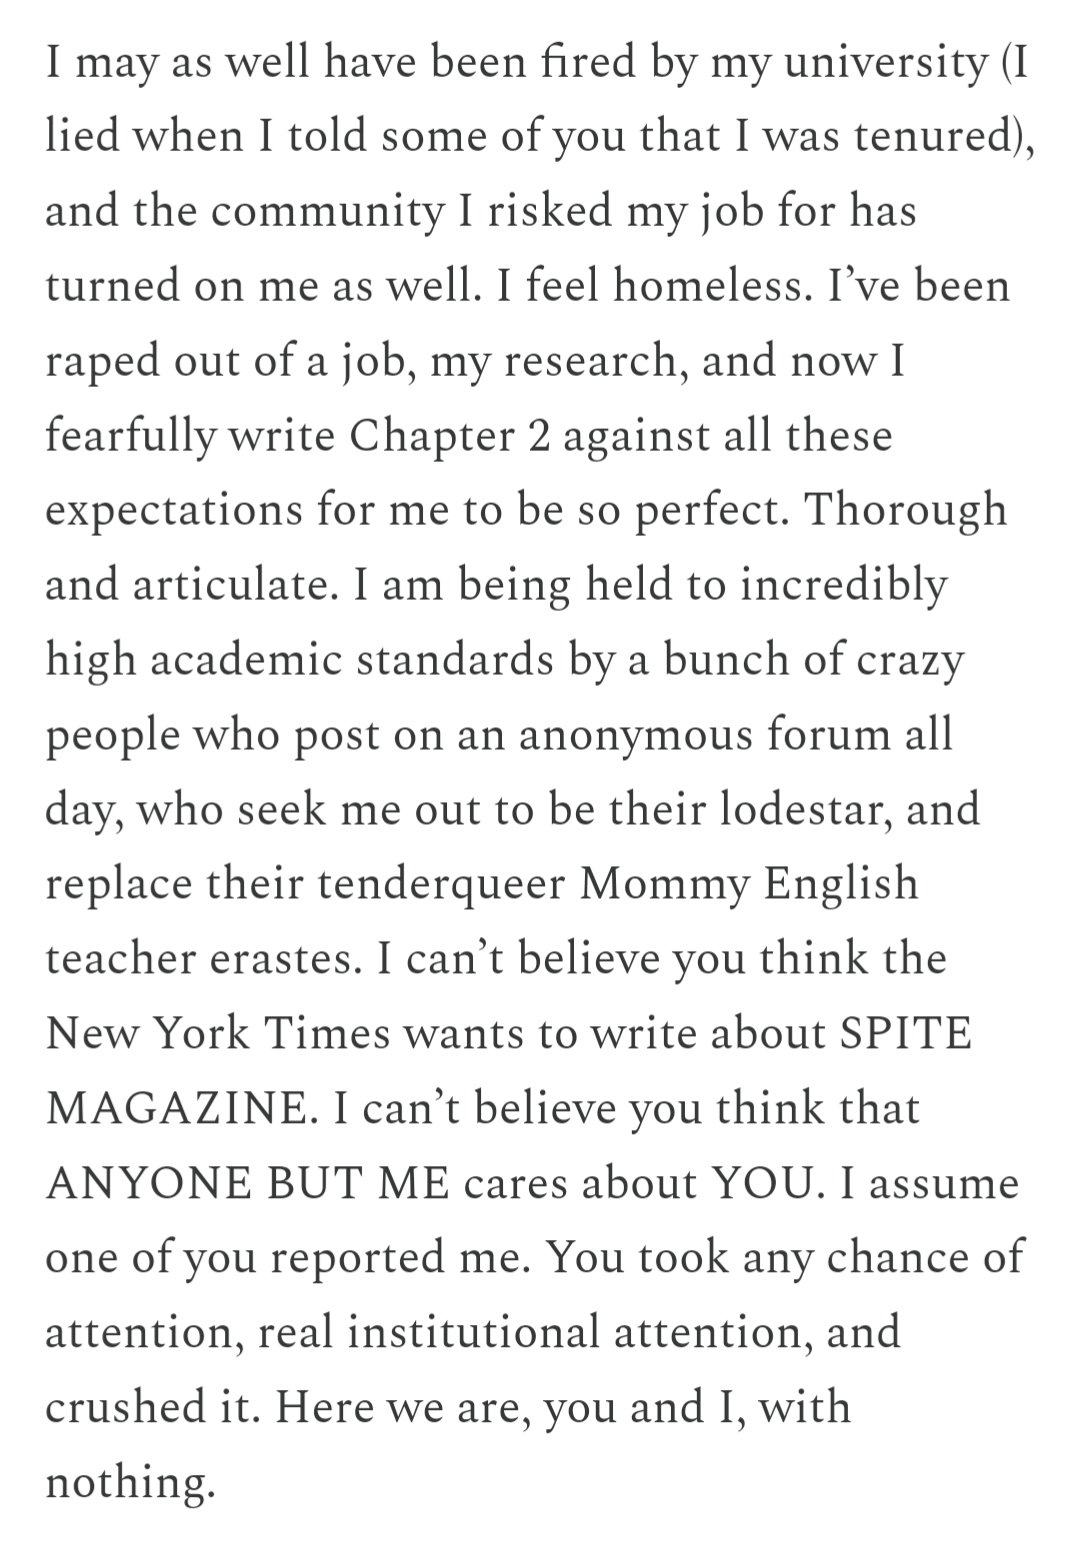 I may as well have been fired by my university (I
lied when I told some of you that I was tenured),
and the community I risked my job for has
turned on me as well. I feel homeless. I’ve been
raped out of a job, my research, and now I
fearfully write Chapter 2 against all these
expectations for me to be so perfect. Thorough
and articulate. I am being held to incredibly
high academic standards by a bunch of crazy
people who post on an anonymous forum all
day, who seek me out to be their lodestar, and
replace their tenderqueer Mommy English
teacher erastes. I can’t believe you think the
New York Times wants to write about SPITE
MAGAZINE. I can’t believe you think that
ANYONE BUT ME cares about YOU. I assume
one of you reported me. You took any chance of
attention, real institutional attention, and
crushed it. Here we are, you and I, with
nothing.